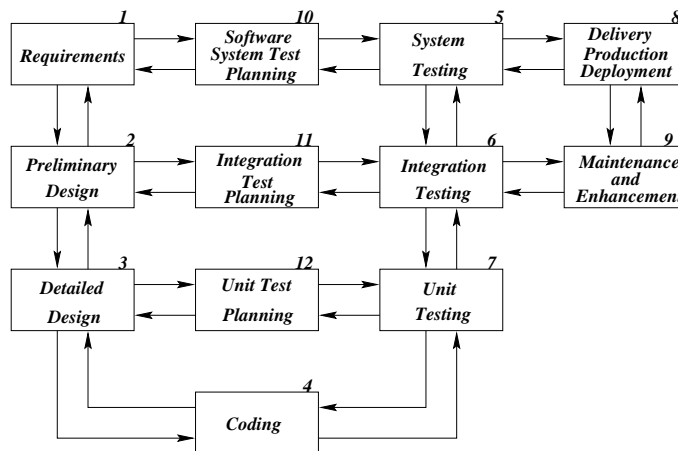 1
Requirements
10
Software
System Test
Planning
5
System
Testing
8
Delivery
Production
Deployment
2
Preliminary
Design
11
Integration
Test
Planning
6
Integration
Testing
9
Maintenance
and
Enhancement
3
Detailed
Design
12
Unit Test
Planning
7
Unit
Testing
4
Coding